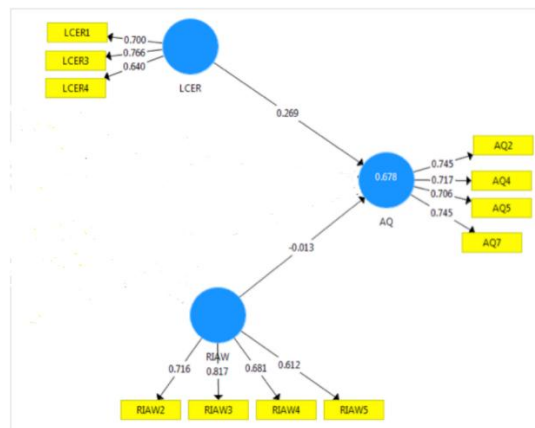 LCER1
0.700
LCER3
0.766
LCER4
0.640
LCER
0.269
AQ2
0.745
0.678
0.717
AQ4
0.706
AQ5
AQ
0.745
AQ7
-0.013
RIAW
0.716
0.817
0.681
0.612
RIAW2
RIAW3
RIAW4
RIAW5